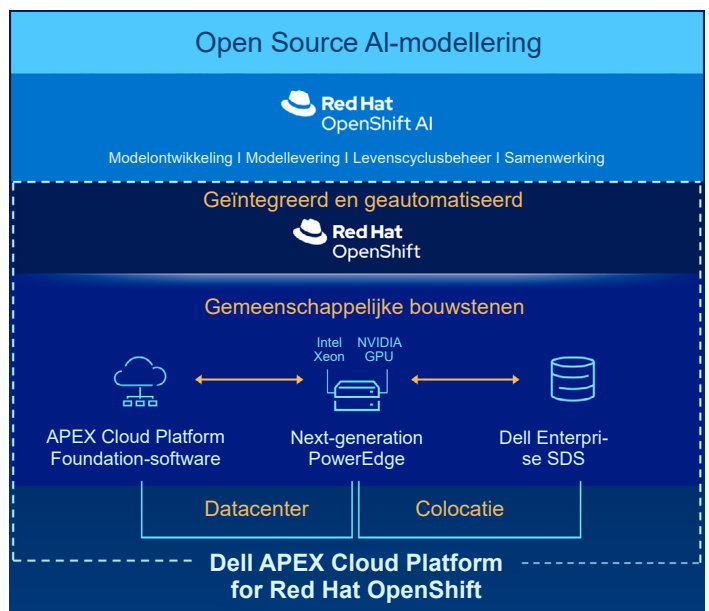 Open Source AI-modellering
Red Hat
OpenShift AI
Modelontwikkeling I Modellevering I Levenscyclusbeheer I Samenwerking
Geïntegreerd en geautomatiseerd
Red Hat
OpenShift
Gemeenschappelijke bouwstenen
Intel
Xeon
NVIDIA
GPU
APEX Cloud Platform
Foundation-software
Next-generation
PowerEdge
Dell Enterpri-
se SDS
Datacenter
Colocatie
Dell APEX Cloud Platform
for Red Hat OpenShift